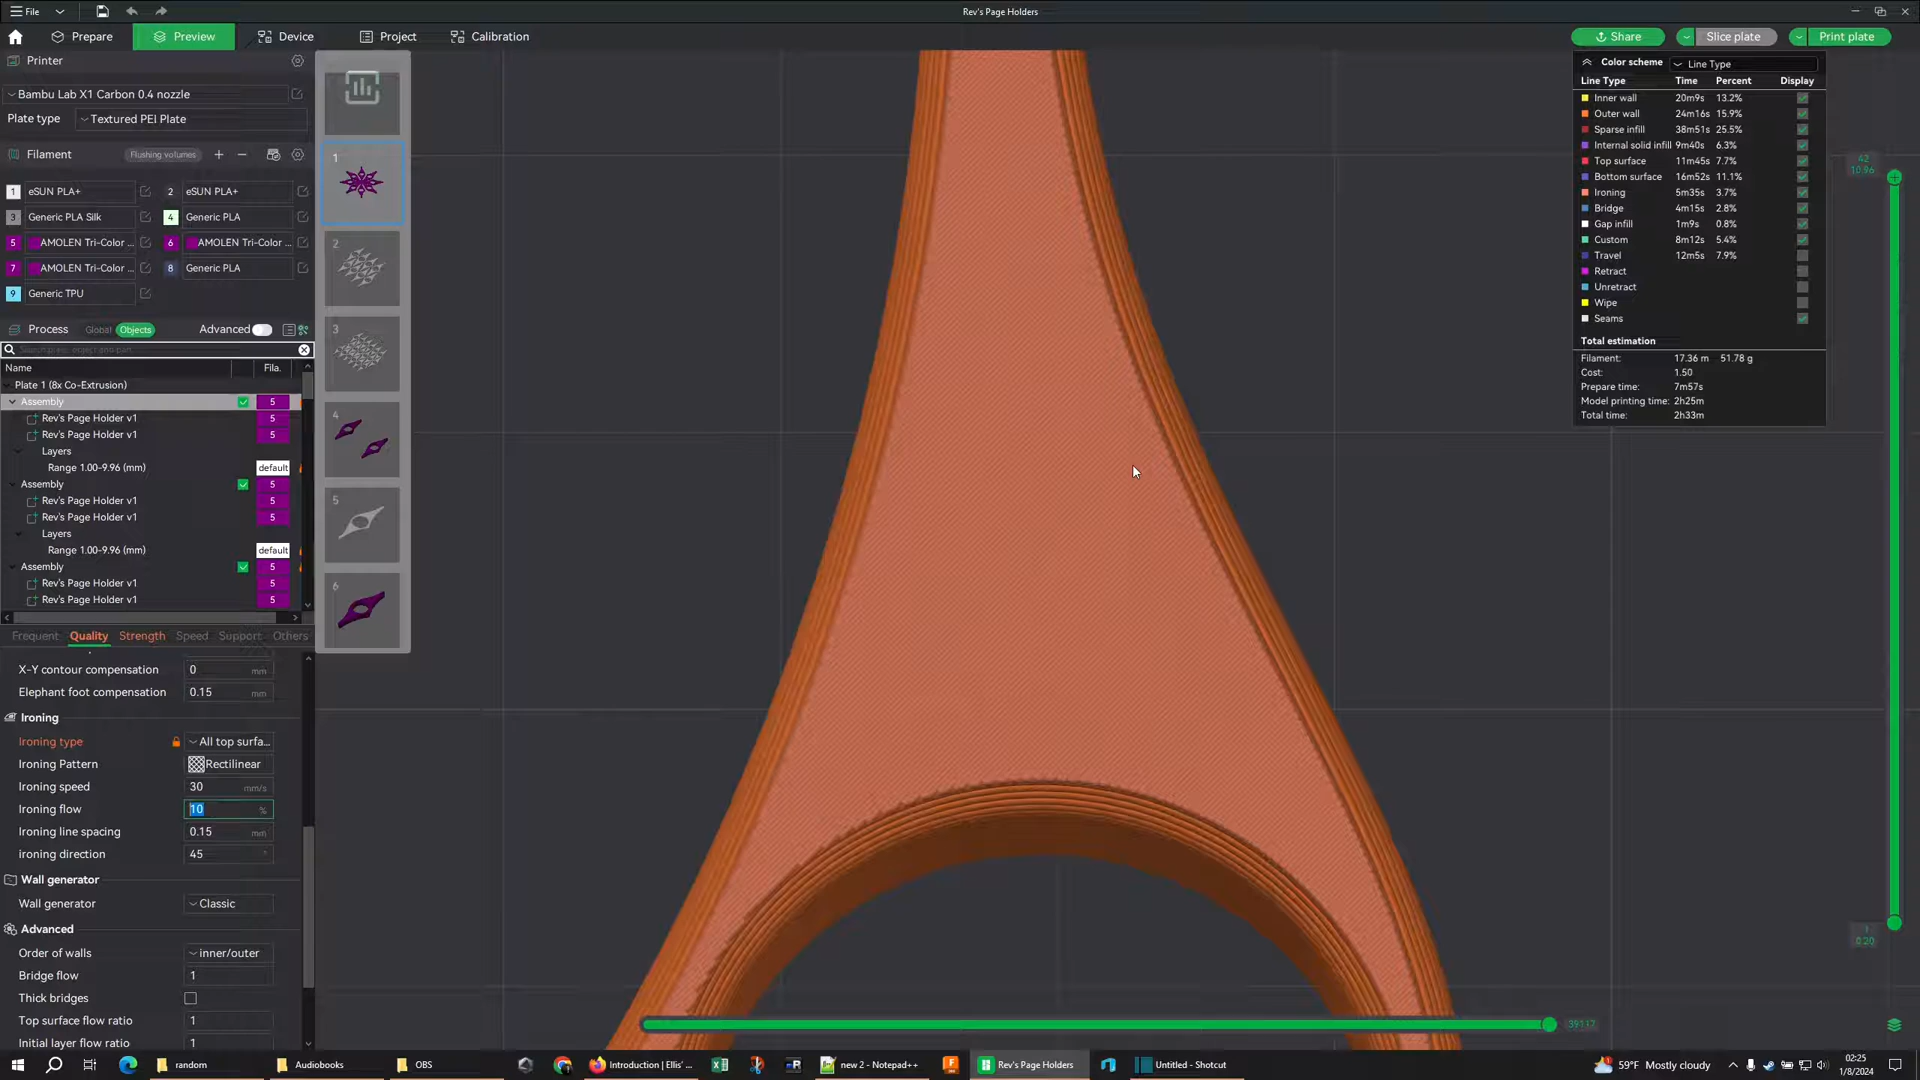 File
Rev's Page Holders
Prepare
Preview
Device
Project
Calibration
Share
Slice plate
Print plate
Printer
Bambu Lab X1 Carbon 0.4 nozzle
Plate type
Textured PEI Plate
Filament
Flushing volumes
1 eSUN PLA+
2 eSUN PLA+
3 Generic PLA Silk
4 Generic PLA
5 AMOLEN Tri-Color ...
6 AMOLEN Tri-Color ...
7 AMOLEN Tri-Color ...
8 Generic PLA
9 Generic TPU
Process Global Objects Advanced
Name Fila.
Plate 1 (8x Co-Extrusion)
Assembly 5
Rev's Page Holder v1 5
Rev's Page Holder v1 5
Layers
Range 1.00-9.96 (mm) default
Assembly 5
Rev's Page Holder v1 5
Rev's Page Holder v1 5
Layers
Range 1.00-9.96 (mm) default
Assembly 5
Rev's Page Holder v1 5
Rev's Page Holder v1 5
Frequent Quality Strength Speed Support Others
X-Y contour compensation 0 mm
Elephant foot compensation 0.15 mm
Ironing
Ironing type All top surfa...
Ironing Pattern Rectilinear
Ironing speed 30 mm/s
Ironing flow 10 %
Ironing line spacing 0.15 mm
ironing direction 45 °
Wall generator
Wall generator Classic
Advanced
Order of walls inner/outer
Bridge flow 1
Thick bridges
Top surface flow ratio 1
Initial layer flow ratio 1
1
2
3
4
5
6
Color scheme Line Type
Line Type Time Percent Display
Inner wall 20m9s 13.2%
Outer wall 24m16s 15.9%
Sparse infill 38m51s 25.5%
Internal solid infill 9m40s 6.3%
Top surface 11m45s 7.7%
Bottom surface 16m52s 11.1%
Ironing 5m35s 3.7%
Bridge 4m15s 2.8%
Gap infill 1m9s 0.8%
Custom 8m12s 5.4%
Travel 12m5s 7.9%
Retract
Unretract
Wipe
Seams
Total estimation
Filament: 17.36 m 51.78 g
Cost: 1.50
Prepare time: 7m57s
Model printing time: 2h25m
Total time: 2h33m
42
10.96
1
0.20
39117
random
Audiobooks
OBS
Introduction | Ellis' ...
new 2 - Notepad++
Rev's Page Holders
Untitled - Shotcut
59°F Mostly cloudy
02:25
1/8/2024